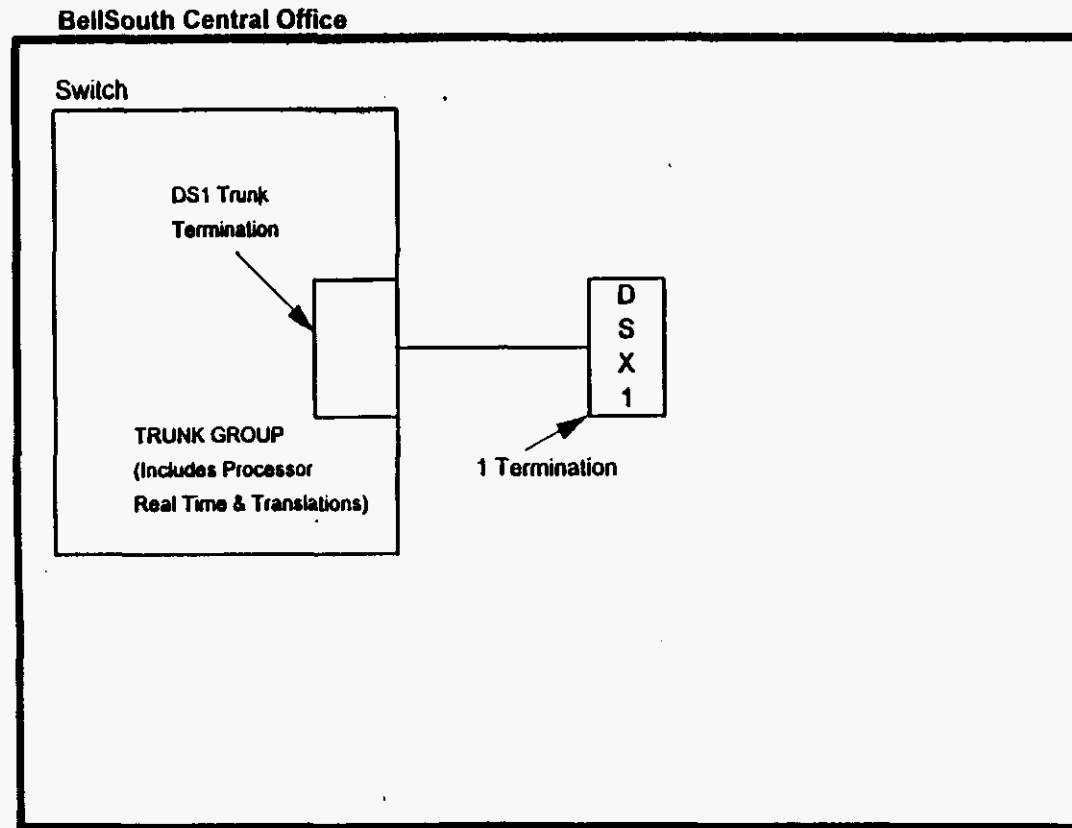 BellSouth Central Office
Switch
DS1 Trunk
Termination
D
S
X
1
TRUNK GROUP
(Includes Processor
Real Time & Translations)
1 Termination